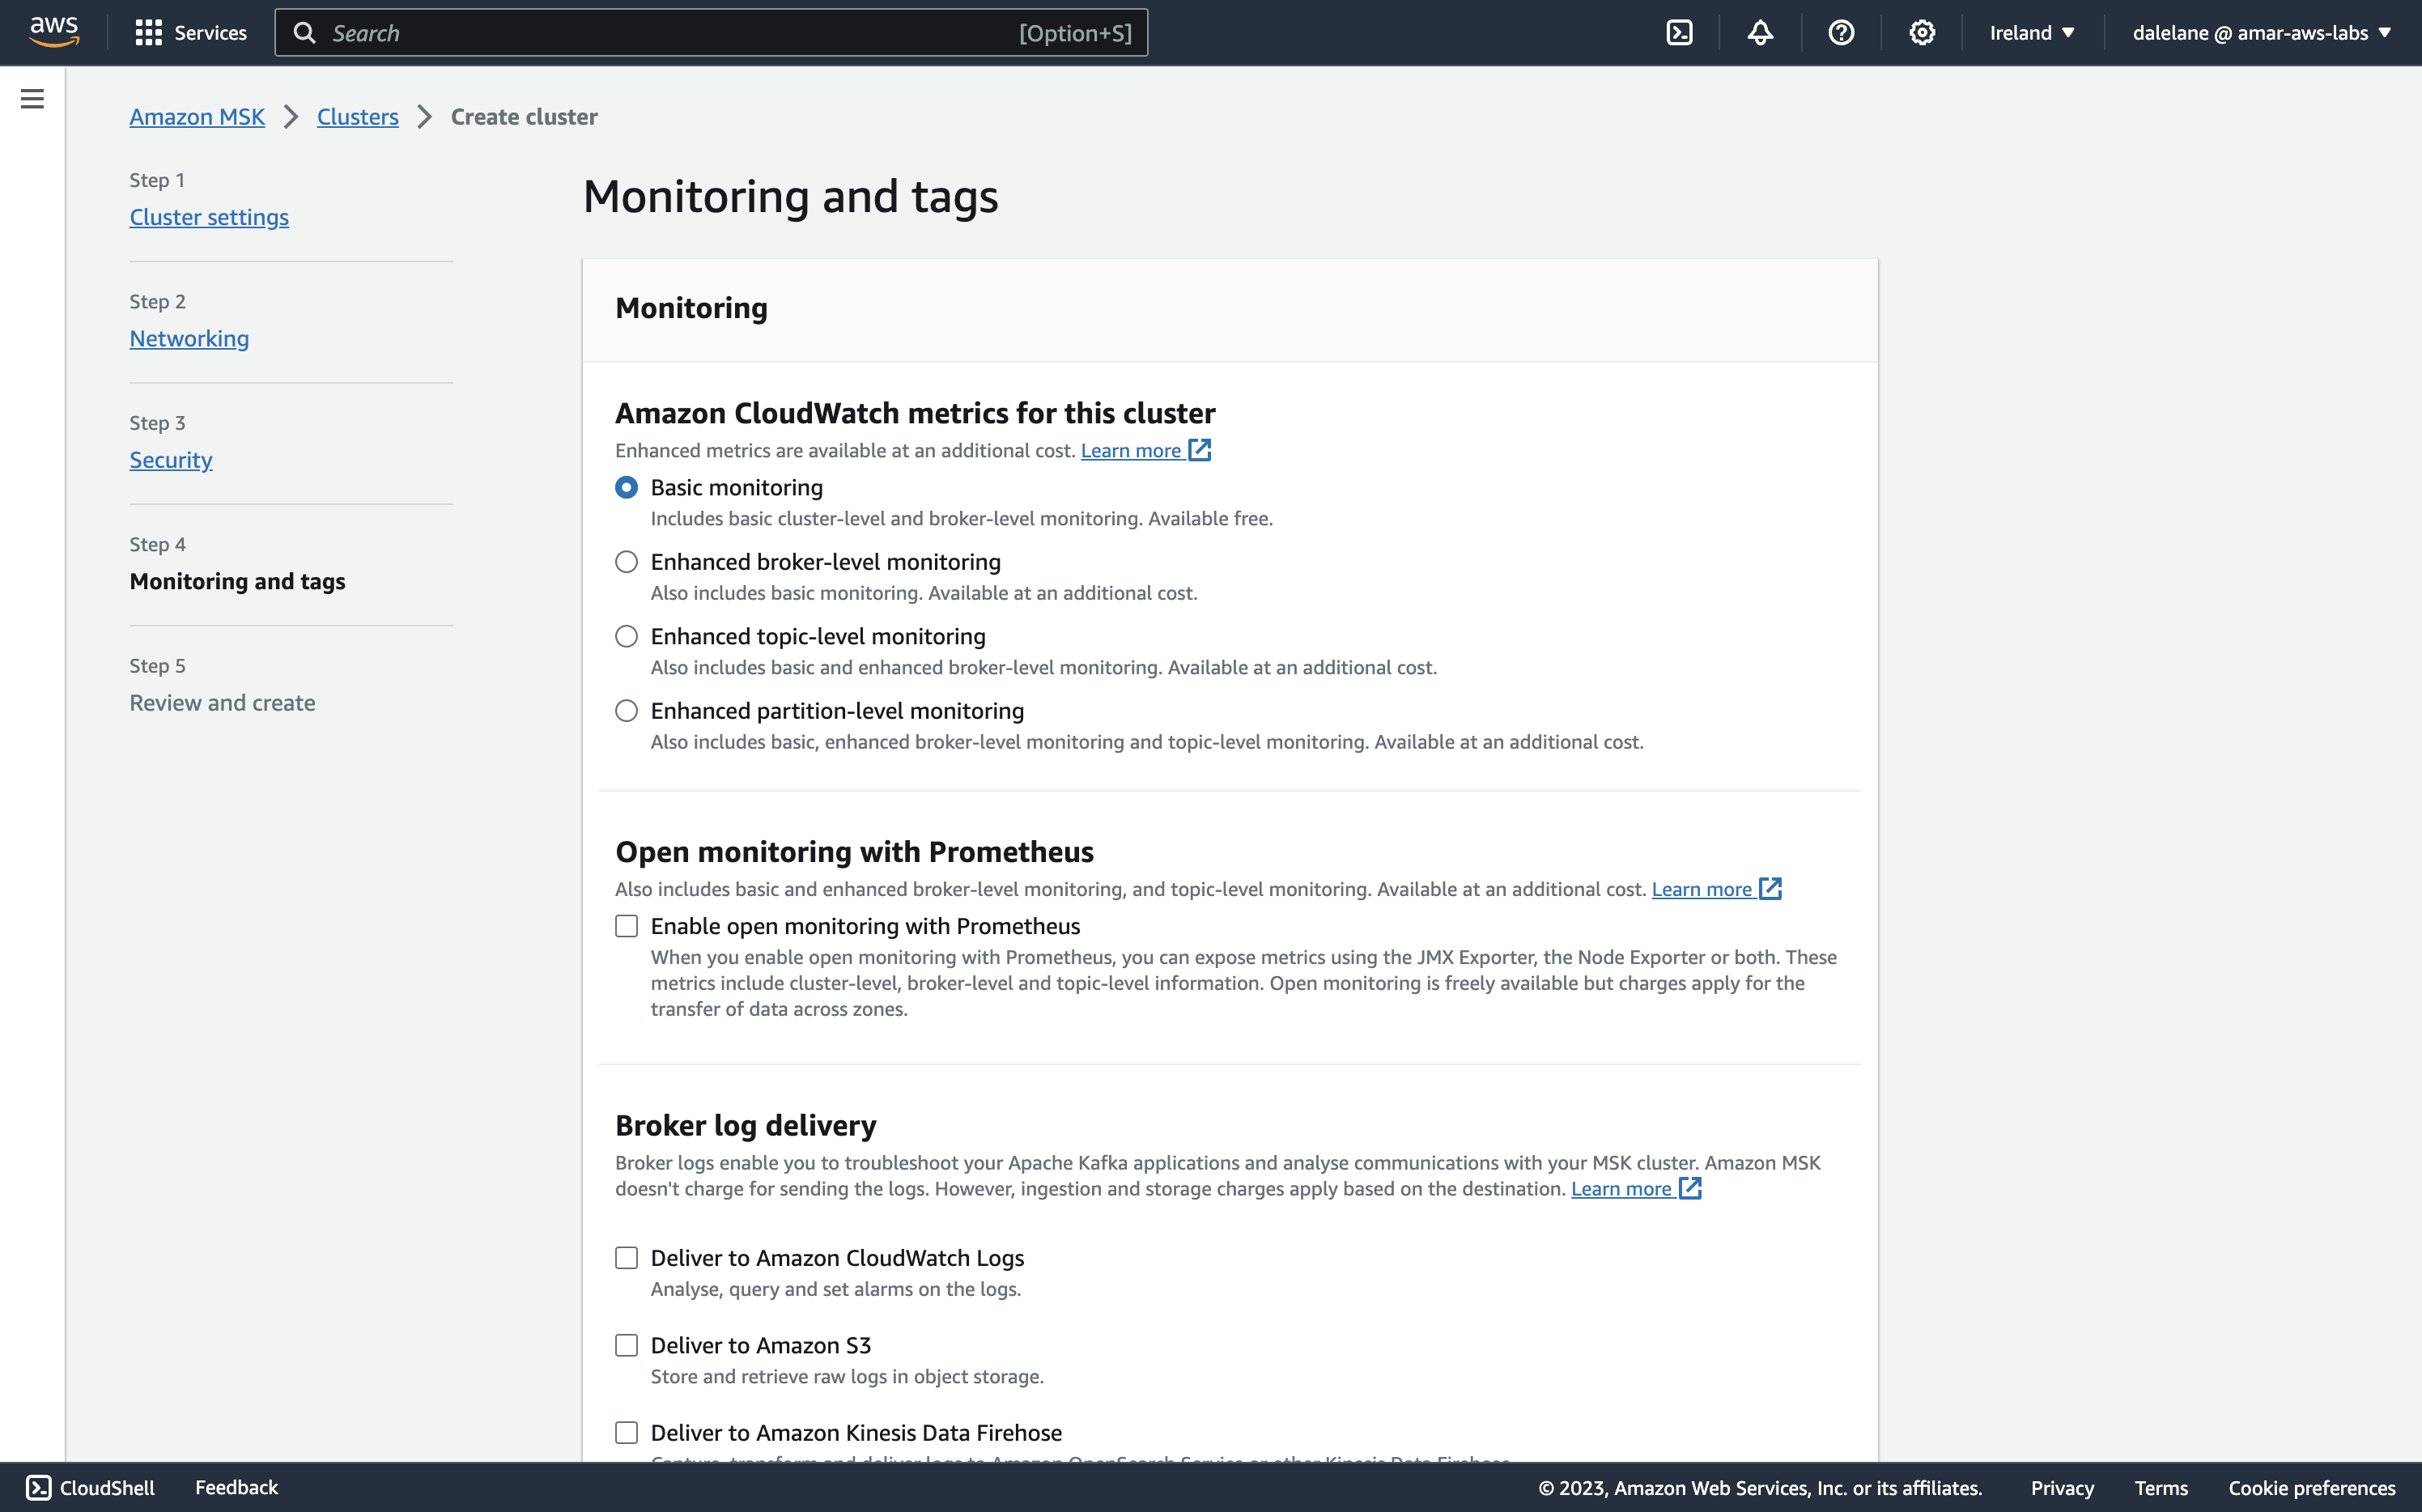 aws
Services
Search
[Option+S]
Ireland
dalelane @ amar-aws-labs
Amazon MSK
Clusters
Create cluster
Step 1
Cluster settings
Step 2
Networking
Step 3
Security
Step 4
Monitoring and tags
Step 5
Review and create
Monitoring and tags
Monitoring
Amazon CloudWatch metrics for this cluster
Enhanced metrics are available at an additional cost. Learn more
Basic monitoring
Includes basic cluster-level and broker-level monitoring. Available free.
Enhanced broker-level monitoring
Also includes basic monitoring. Available at an additional cost.
Enhanced topic-level monitoring
Also includes basic and enhanced broker-level monitoring. Available at an additional cost.
Enhanced partition-level monitoring
Also includes basic, enhanced broker-level monitoring and topic-level monitoring. Available at an additional cost.
Open monitoring with Prometheus
Also includes basic and enhanced broker-level monitoring, and topic-level monitoring. Available at an additional cost. Learn more
Enable open monitoring with Prometheus
When you enable open monitoring with Prometheus, you can expose metrics using the JMX Exporter, the Node Exporter or both. These
metrics include cluster-level, broker-level and topic-level information. Open monitoring is freely available but charges apply for the
transfer of data across zones.
Broker log delivery
Broker logs enable you to troubleshoot your Apache Kafka applications and analyse communications with your MSK cluster. Amazon MSK
doesn't charge for sending the logs. However, ingestion and storage charges apply based on the destination. Learn more
Deliver to Amazon CloudWatch Logs
Analyse, query and set alarms on the logs.
Deliver to Amazon S3
Store and retrieve raw logs in object storage.
Deliver to Amazon Kinesis Data Firehose
Capture, transform and deliver logs to Amazon OpenSearch Service or other Kinesis Data Firehose
CloudShell
Feedback
© 2023, Amazon Web Services, Inc. or its affiliates.
Privacy
Terms
Cookie preferences